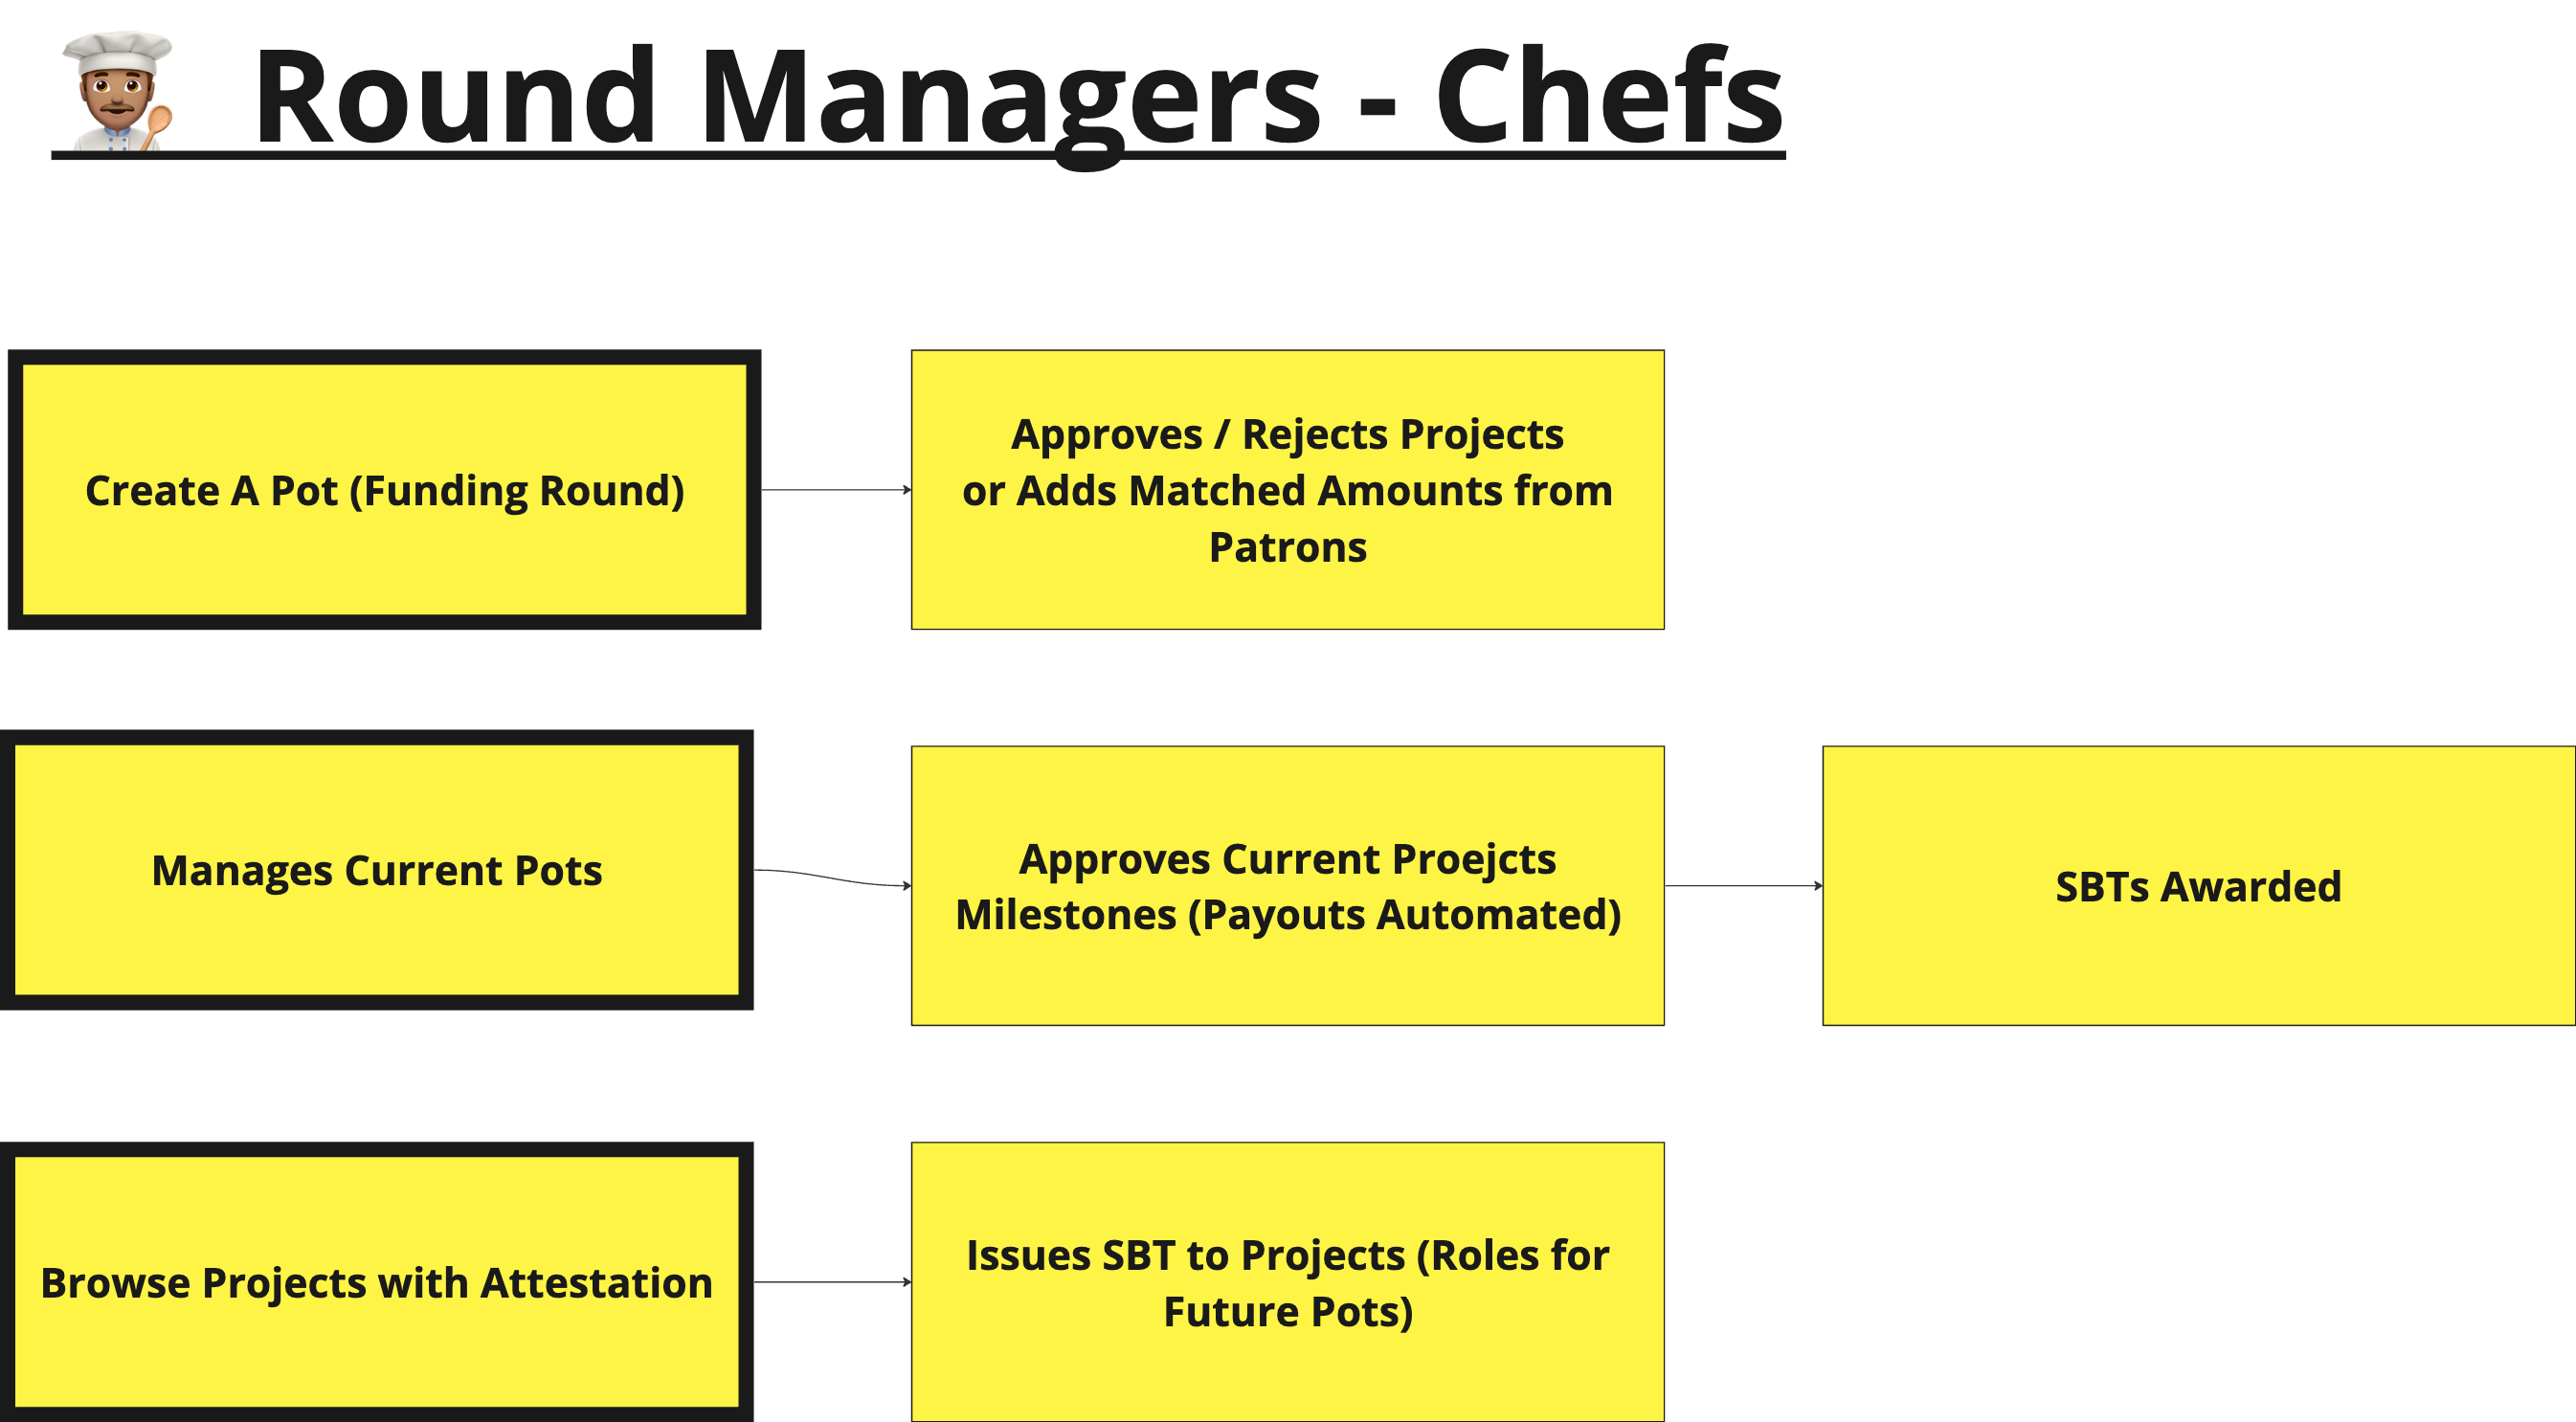 Round Managers - Chefs
Create A Pot (Funding Round)
Approves / Rejects Projects
or Adds Matched Amounts from
Patrons
Manages Current Pots
Approves Current Proejcts
Milestones (Payouts Automated)
SBTs Awarded
Browse Projects with Attestation
Issues SBT to Projects (Roles for
Future Pots)